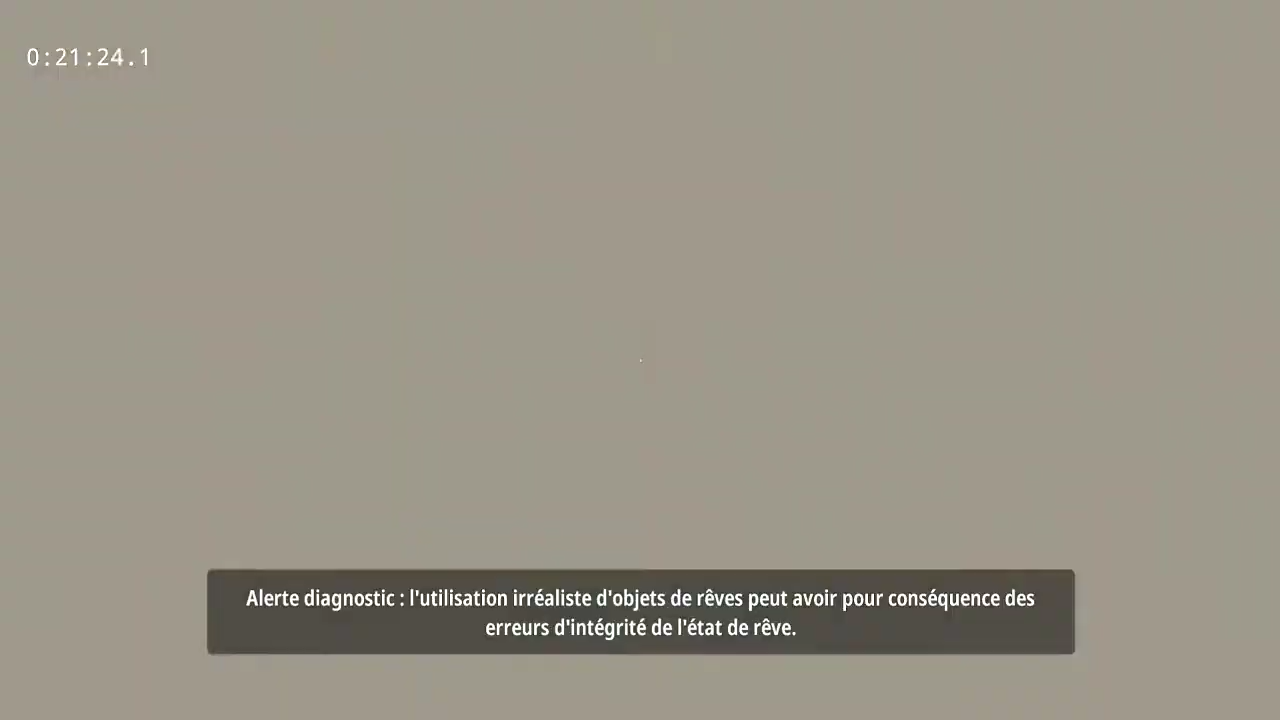 0:21:24.1
Alerte diagnostic : l'utilisation irréaliste d'objets de rêves peut avoir pour conséquence des
erreurs d'intégrité de l'état de rêve.